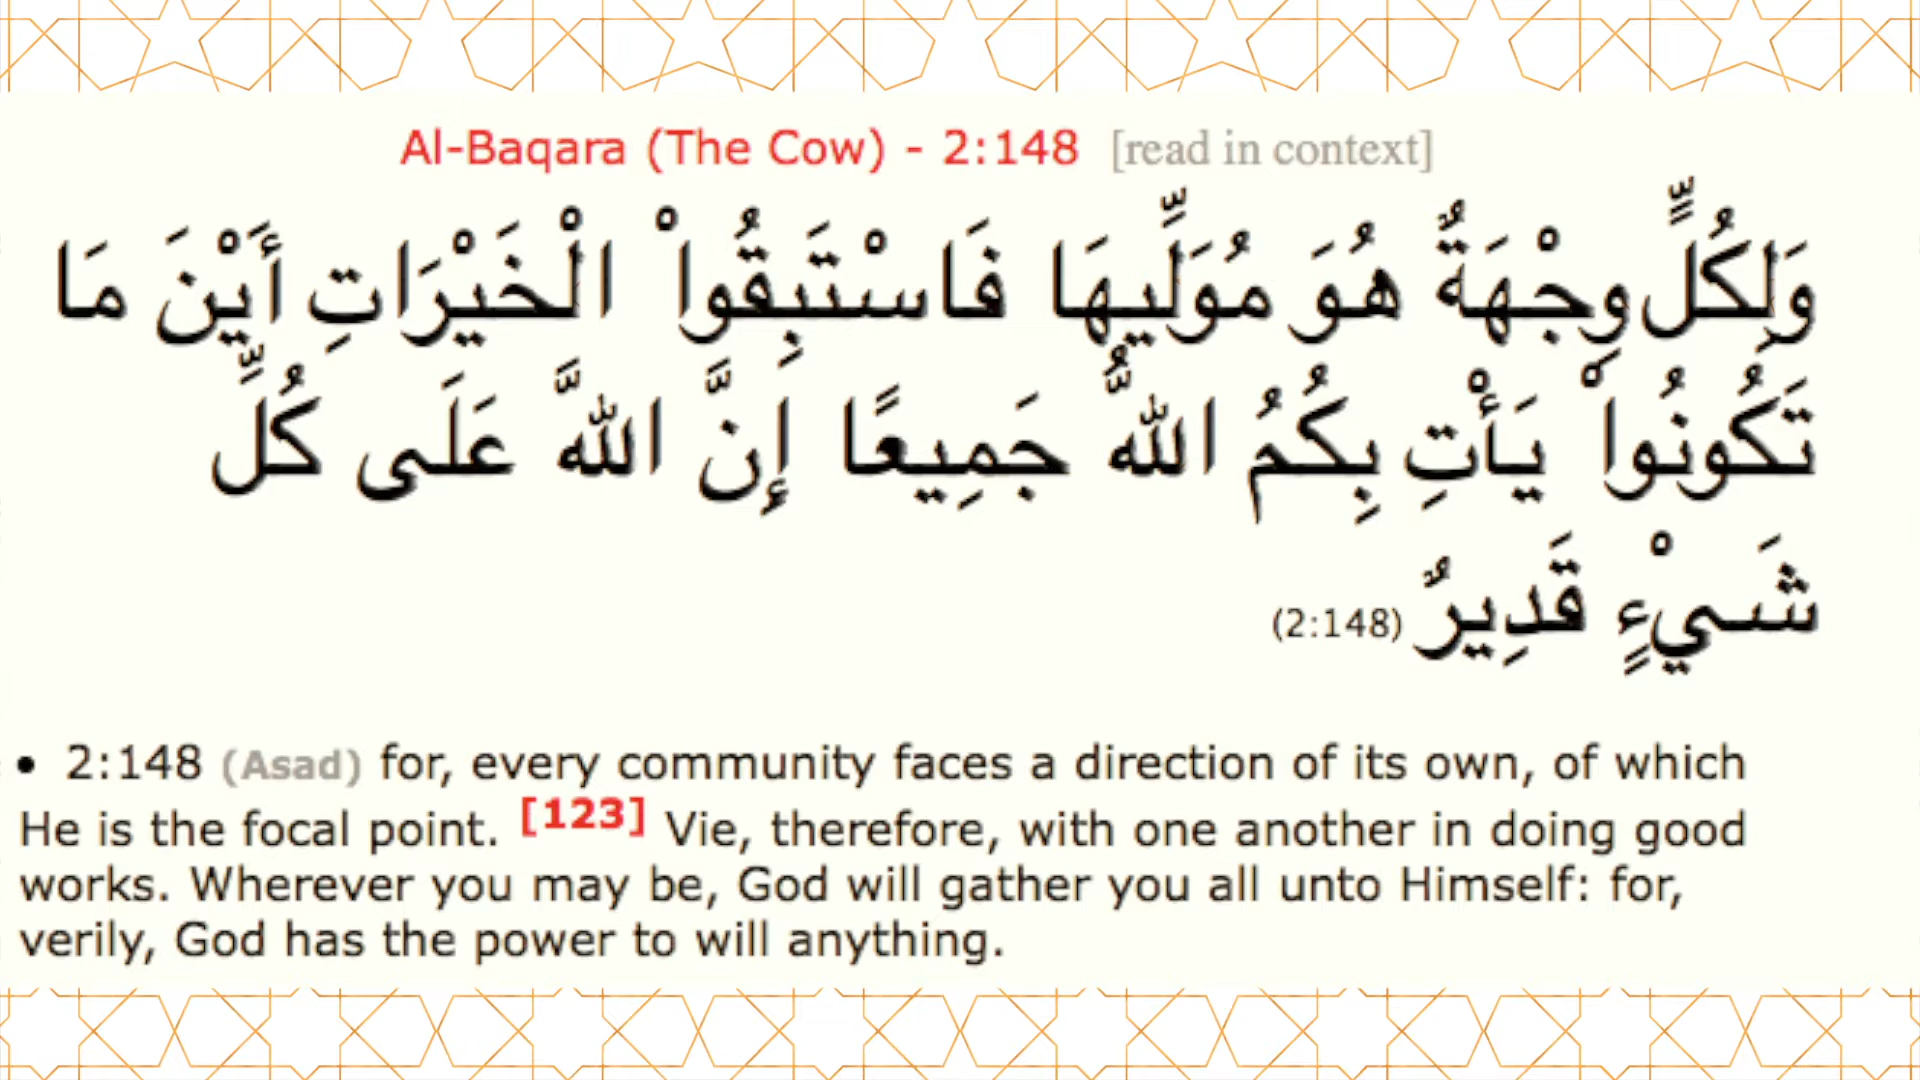 Al-Baqara (The Cow) - 2:148 [read in context]
وَلِكُلٍّ وِجْهَةٌ هُوَ مُوَلِّيهَا فَاسْتَبِقُواْ الْخَيْرَاتِ أَيْنَ مَا
تَكُونُواْ يَأْتِ بِكُمُ اللّهُ جَمِيعًا إِنَّ اللّهَ عَلَى كُلِّ
شَيْءٍ قَدِيرٌ (2:148)
• 2:148 (Asad) for, every community faces a direction of its own, of which
He is the focal point. [123] Vie, therefore, with one another in doing good
works. Wherever you may be, God will gather you all unto Himself: for,
verily, God has the power to will anything.